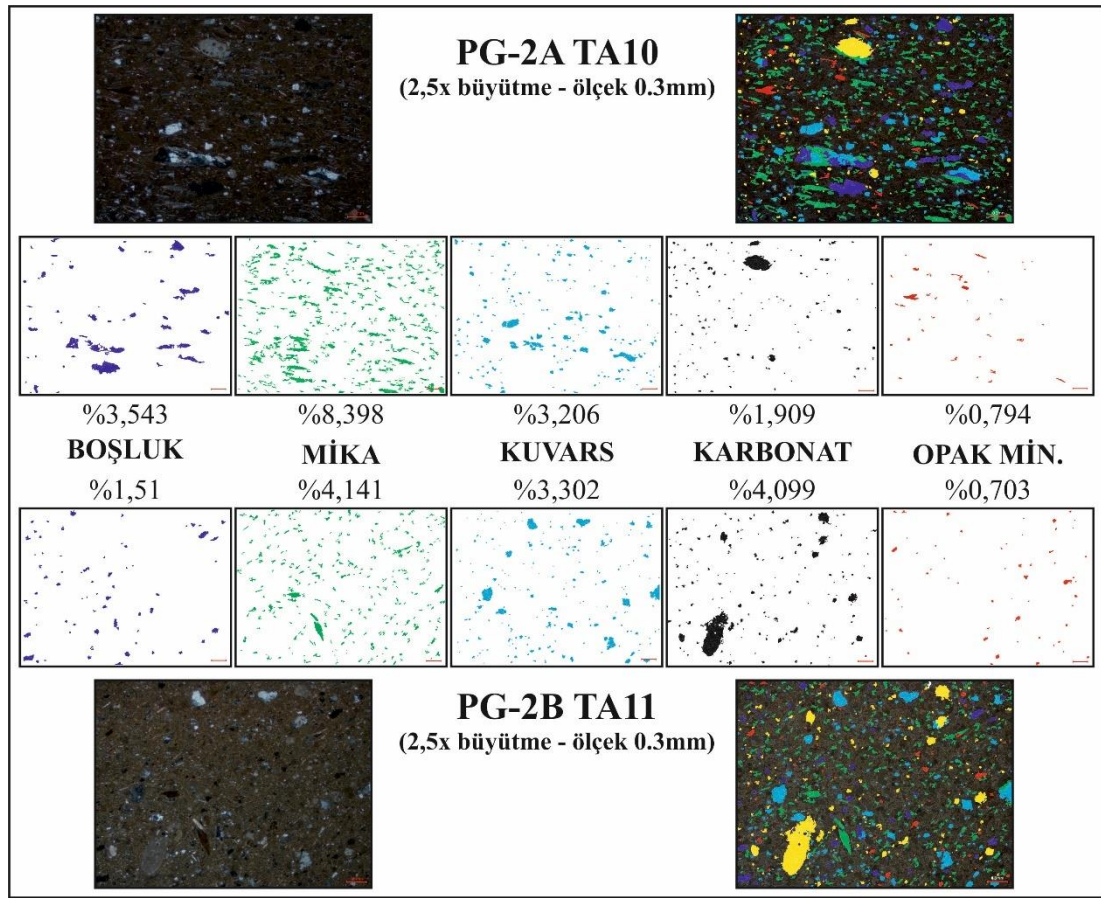 PG-2A TA10
(2,5x büyütme - ölçek 0.3mm)
%3,543 %8,398 %3,206 %1,909 %0,794
BOŞLUK MİKA KUVARS KARBONAT OPAK MİN.
%1,51 %4,141 %3,302 %4,099 %0,703
PG-2B TA11
(2,5x büyütme - ölçek 0.3mm)